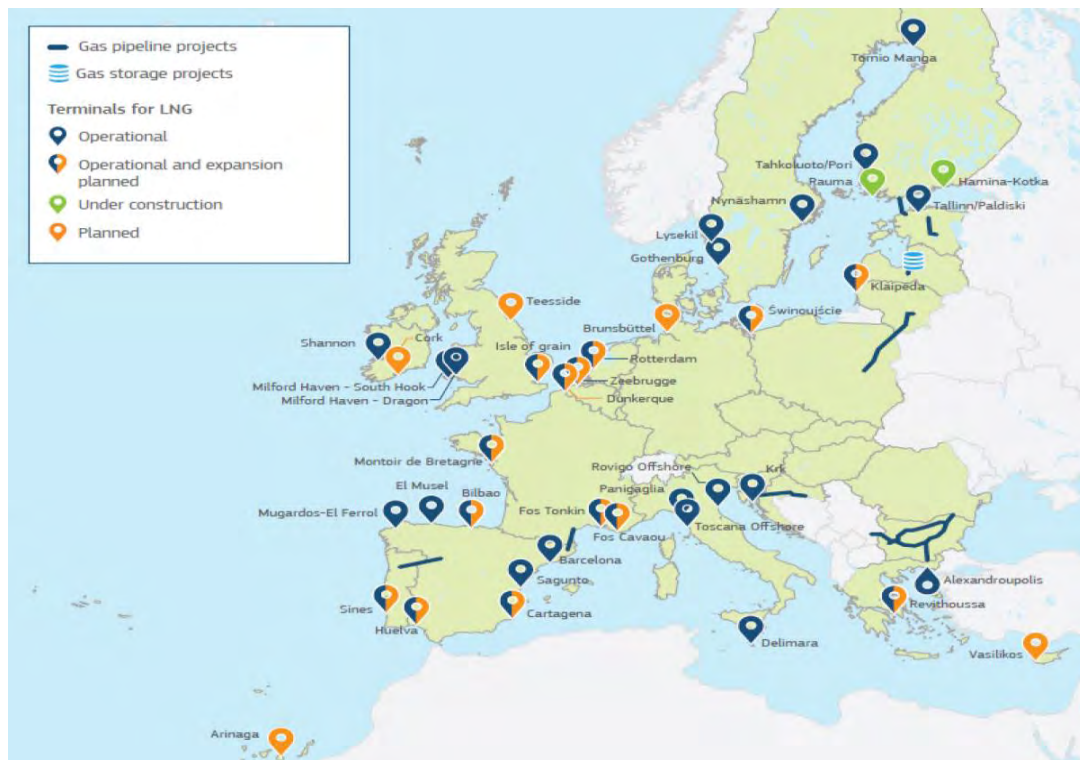 Gas pipeline projects
Gas storage projects
Terminals for LNG
Operational
Operational and expansion
planned
Under construction
Planned
Tornio Manga
Tahkoluoto/Pori
Rauma
Hamina-Kotka
Nynäshamn
Tallinn/Paldiski
Lysekil
Gothenburg
Klaipėda
Teesside
Świnoujście
Brunsbüttel
Shannon
Cork
Isle of grain
Rotterdam
Milford Haven - South Hook
Zeebrugge
Milford Haven - Dragon
Dunkerque
Montoir de Bretagne
Rovigo Offshore
Krk
El Musel
Bilbao
Panigaglia
Mugardos-El Ferrol
Fos Tonkin
Toscana Offshore
Fos Cavaou
Barcelona
Sagunto
Alexandroupolis
Sines
Cartagena
Revithoussa
Huelva
Delimara
Vasilikos
Arinaga